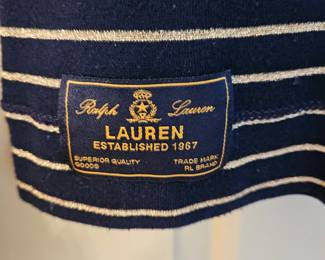 Ralph Lauren
LAUREN
ESTABLISHED 1967
SUPERIOR QUALITY TRADE MARK
GOODS RL BRAND